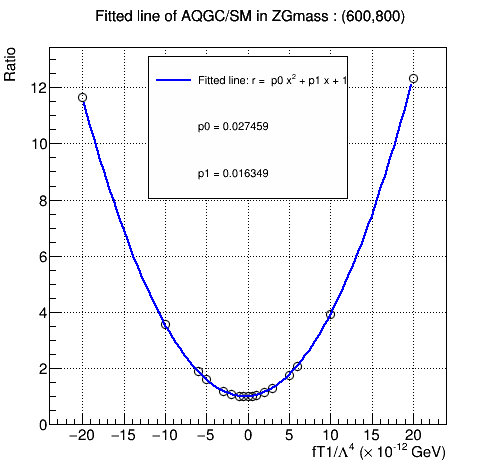 Fitted line of AQGC/SM in ZGmass : (600,800)
Ratio
Fitted line: r = p0 x² + p1 x + 1
p0 = 0.027459
p1 = 0.016349
12
10
8
6
4
2
0
−20 −15 −10 −5 0 5 10 15 20
fT1/Λ⁴ (× 10⁻¹² GeV)